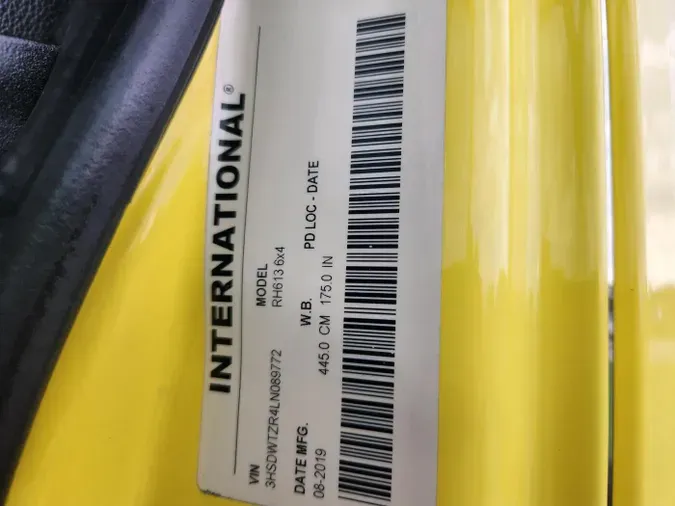 INTERNATIONAL®
VIN MODEL
3HSDWTZR4LN089772 RH613 6x4
DATE MFG. W.B. PD LOC - DATE
08-2019 445.0 CM 175.0 IN